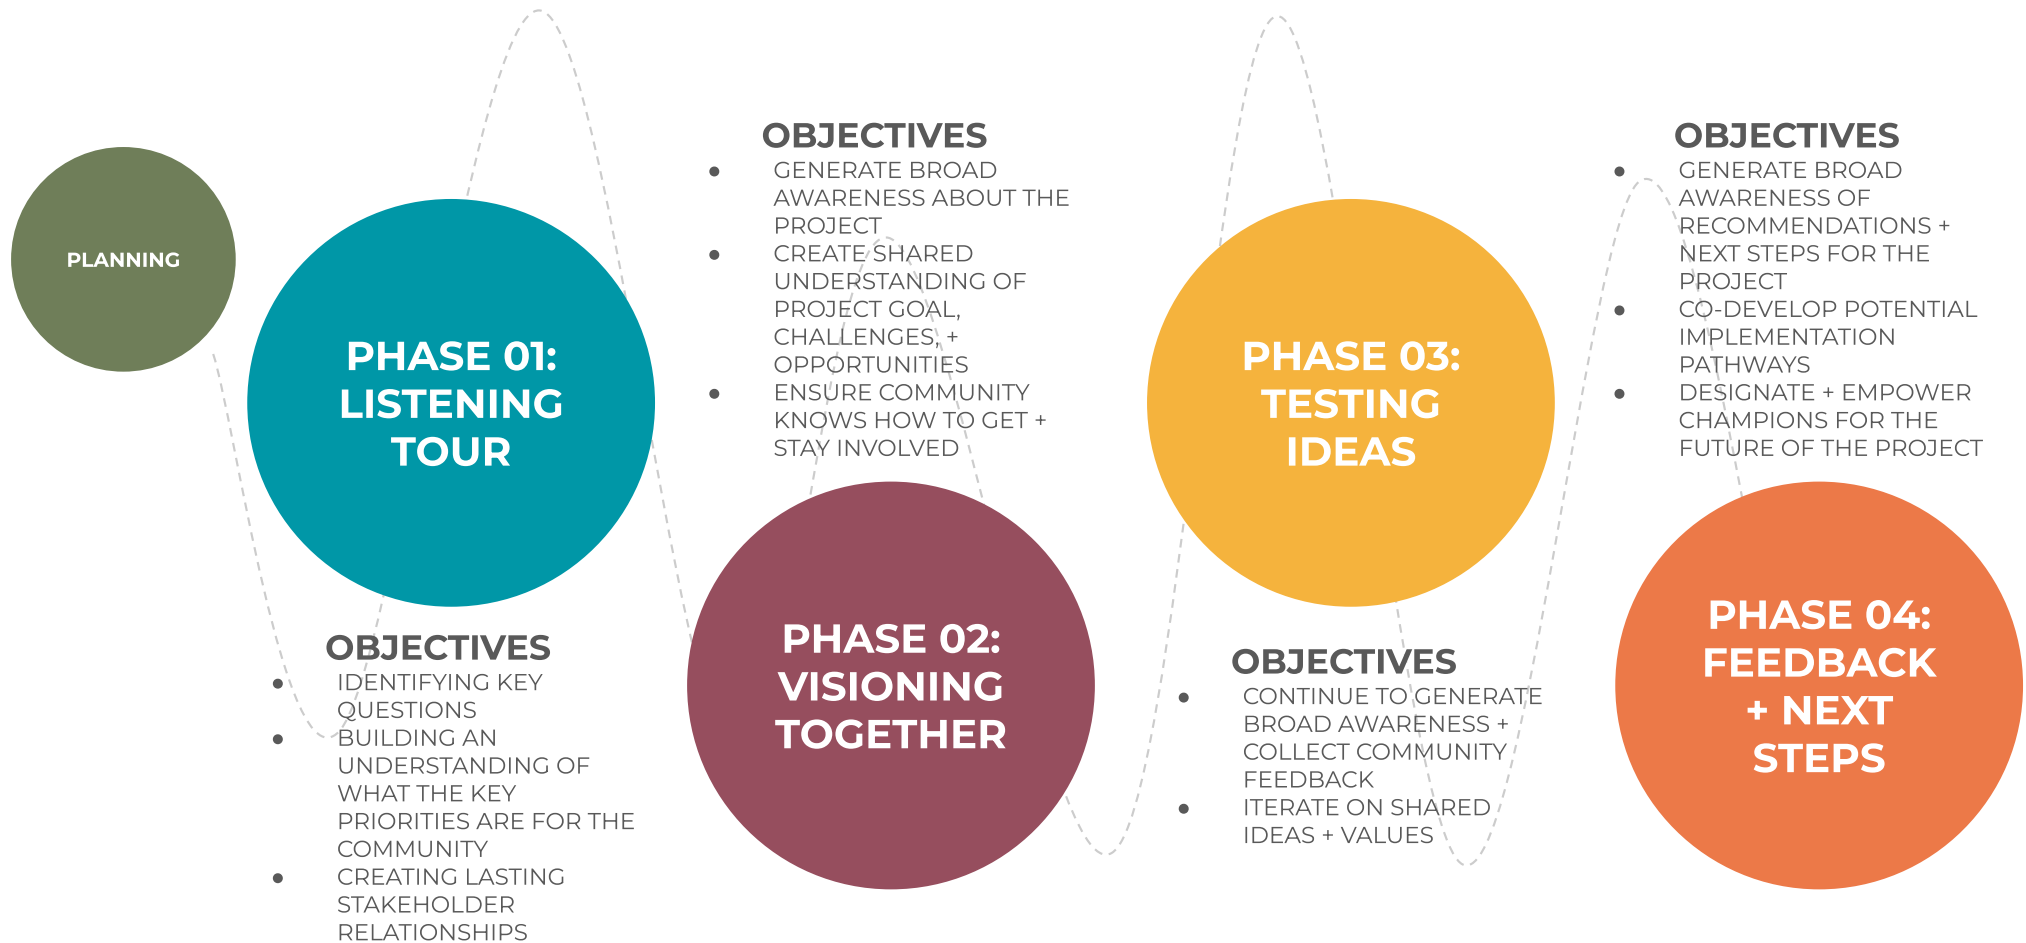 PLANNING
PHASE 01:
LISTENING
TOUR
OBJECTIVES
● IDENTIFYING KEY
QUESTIONS
● BUILDING AN
UNDERSTANDING OF
WHAT THE KEY
PRIORITIES ARE FOR THE
COMMUNITY
● CREATING LASTING
STAKEHOLDER
RELATIONSHIPS
OBJECTIVES
● GENERATE BROAD
AWARENESS ABOUT THE
PROJECT
● CREATE SHARED
UNDERSTANDING OF
PROJECT GOAL,
CHALLENGES, +
OPPORTUNITIES
● ENSURE COMMUNITY
KNOWS HOW TO GET +
STAY INVOLVED
PHASE 02:
VISIONING
TOGETHER
PHASE 03:
TESTING
IDEAS
OBJECTIVES
● CONTINUE TO GENERATE
BROAD AWARENESS +
COLLECT COMMUNITY
FEEDBACK
● ITERATE ON SHARED
IDEAS + VALUES
OBJECTIVES
● GENERATE BROAD
AWARENESS OF
RECOMMENDATIONS +
NEXT STEPS FOR THE
PROJECT
● CO-DEVELOP POTENTIAL
IMPLEMENTATION
PATHWAYS
● DESIGNATE + EMPOWER
CHAMPIONS FOR THE
FUTURE OF THE PROJECT
PHASE 04:
FEEDBACK
+ NEXT
STEPS